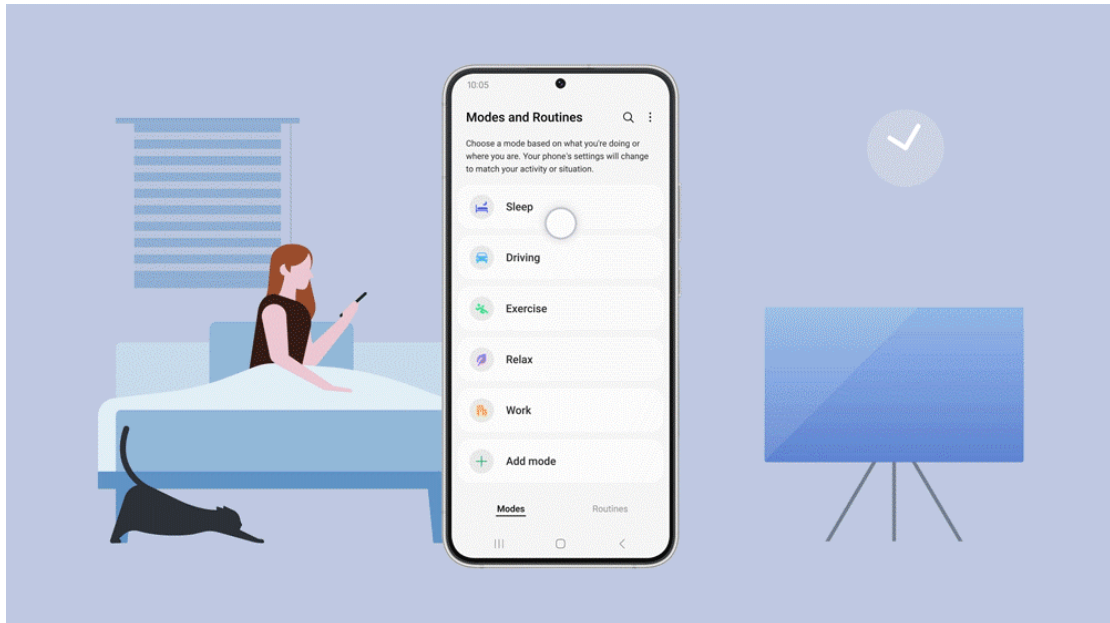 10:05
Modes and Routines
Choose a mode based on what you're doing or
where you are. Your phone's settings will change
to match your activity or situation.
Sleep
Driving
Exercise
Relax
Work
Add mode
Modes Routines